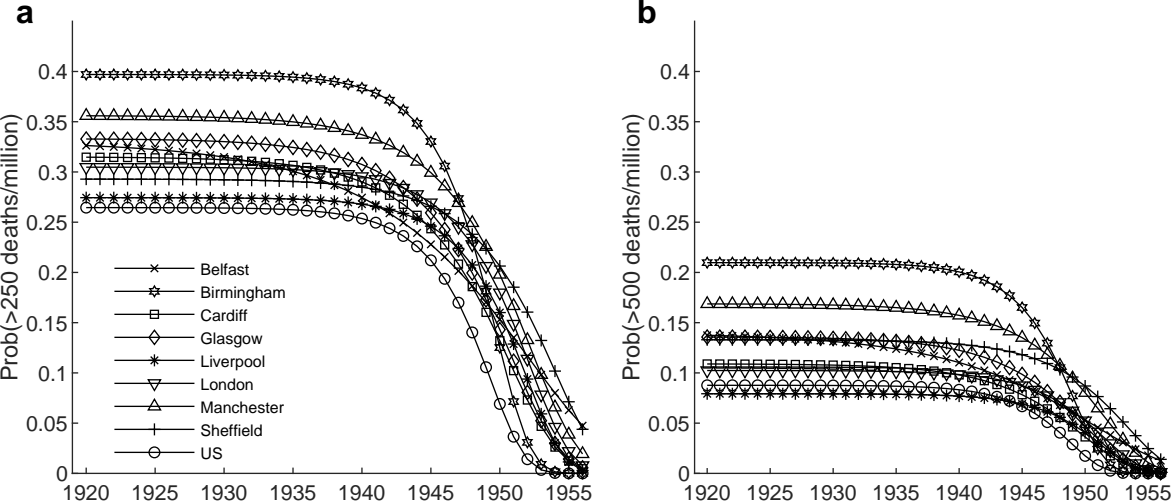 a
Prob(>250 deaths/million)
0.4
0.35
0.3
0.25
0.2
0.15
0.1
0.05
0
1920 1925 1930 1935 1940 1945 1950 1955
Belfast
Birmingham
Cardiff
Glasgow
Liverpool
London
Manchester
Sheffield
US
b
Prob(>500 deaths/million)
0.4
0.35
0.3
0.25
0.2
0.15
0.1
0.05
0
1920 1925 1930 1935 1940 1945 1950 1955